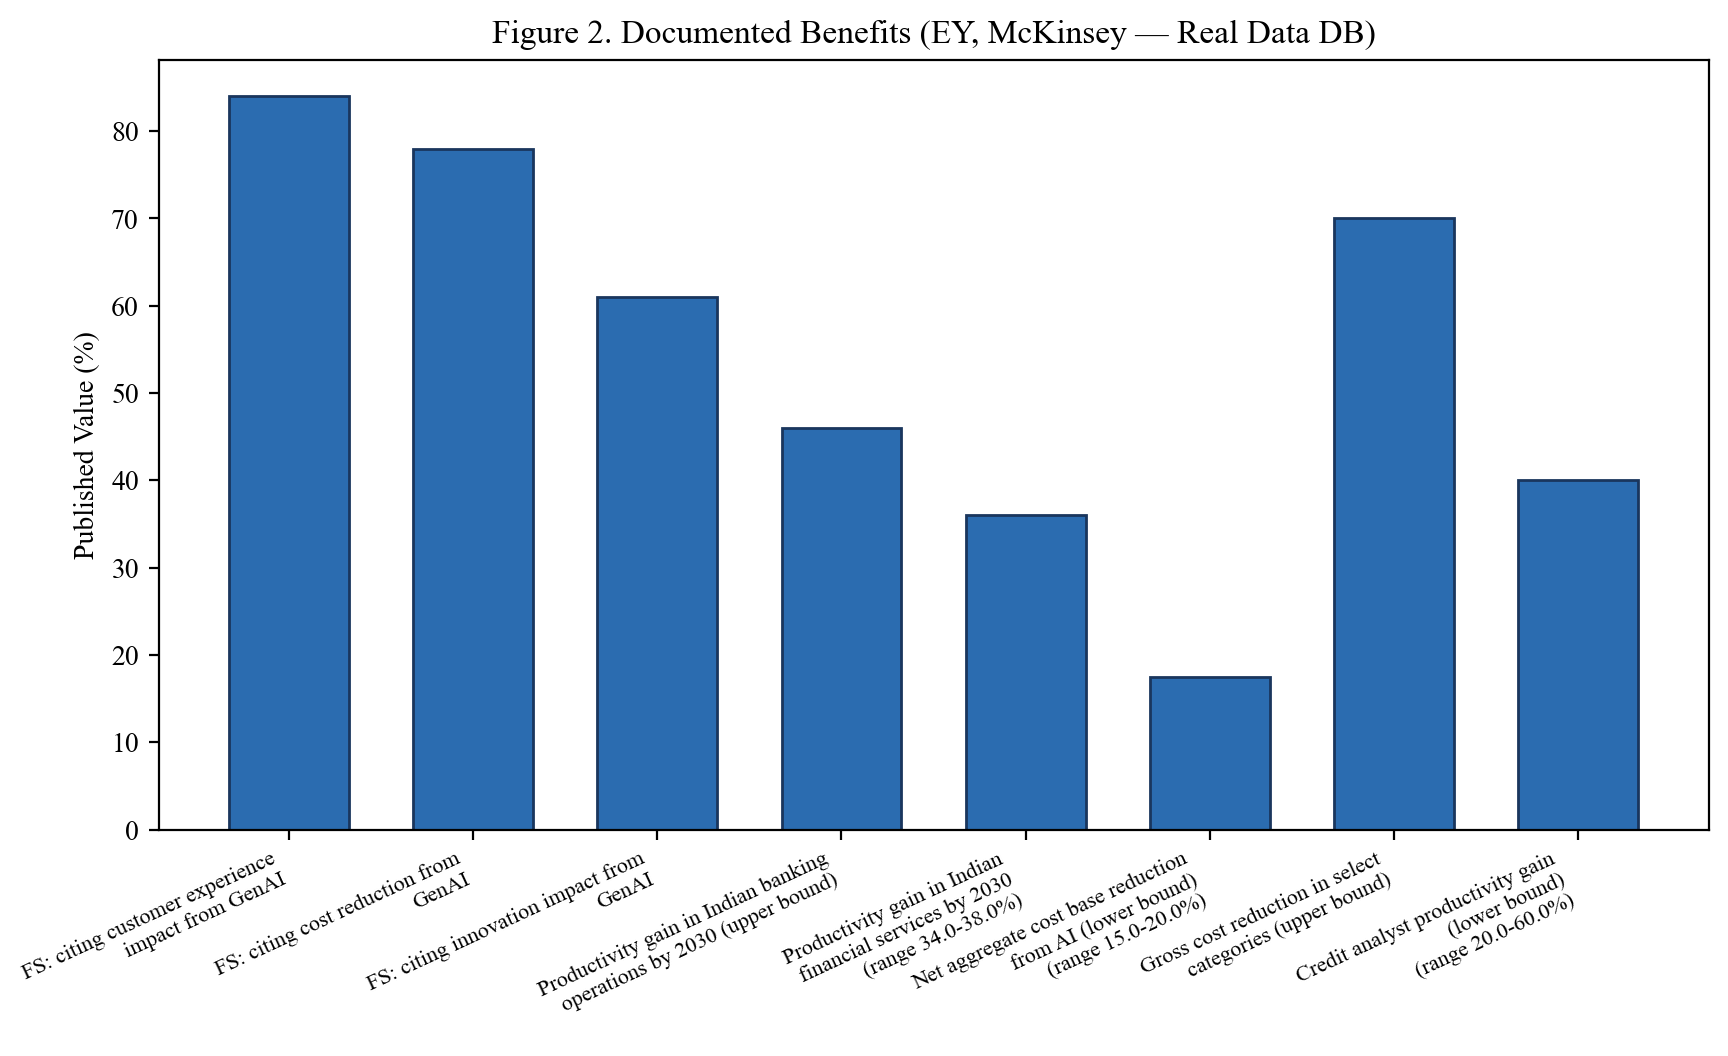 Figure 2. Documented Benefits (EY, McKinsey — Real Data DB)
Published Value (%)
80
70
60
50
40
30
20
10
0
FS: citing customer experience
impact from GenAI
FS: citing cost reduction from
GenAI
FS: citing innovation impact from
GenAI
Productivity gain in Indian banking
operations by 2030 (upper bound)
Productivity gain in Indian
financial services by 2030
(range 34.0-38.0%)
Net aggregate cost base reduction
from AI (lower bound)
(range 15.0-20.0%)
Gross cost reduction in select
categories (upper bound)
Credit analyst productivity gain
(lower bound)
(range 20.0-60.0%)